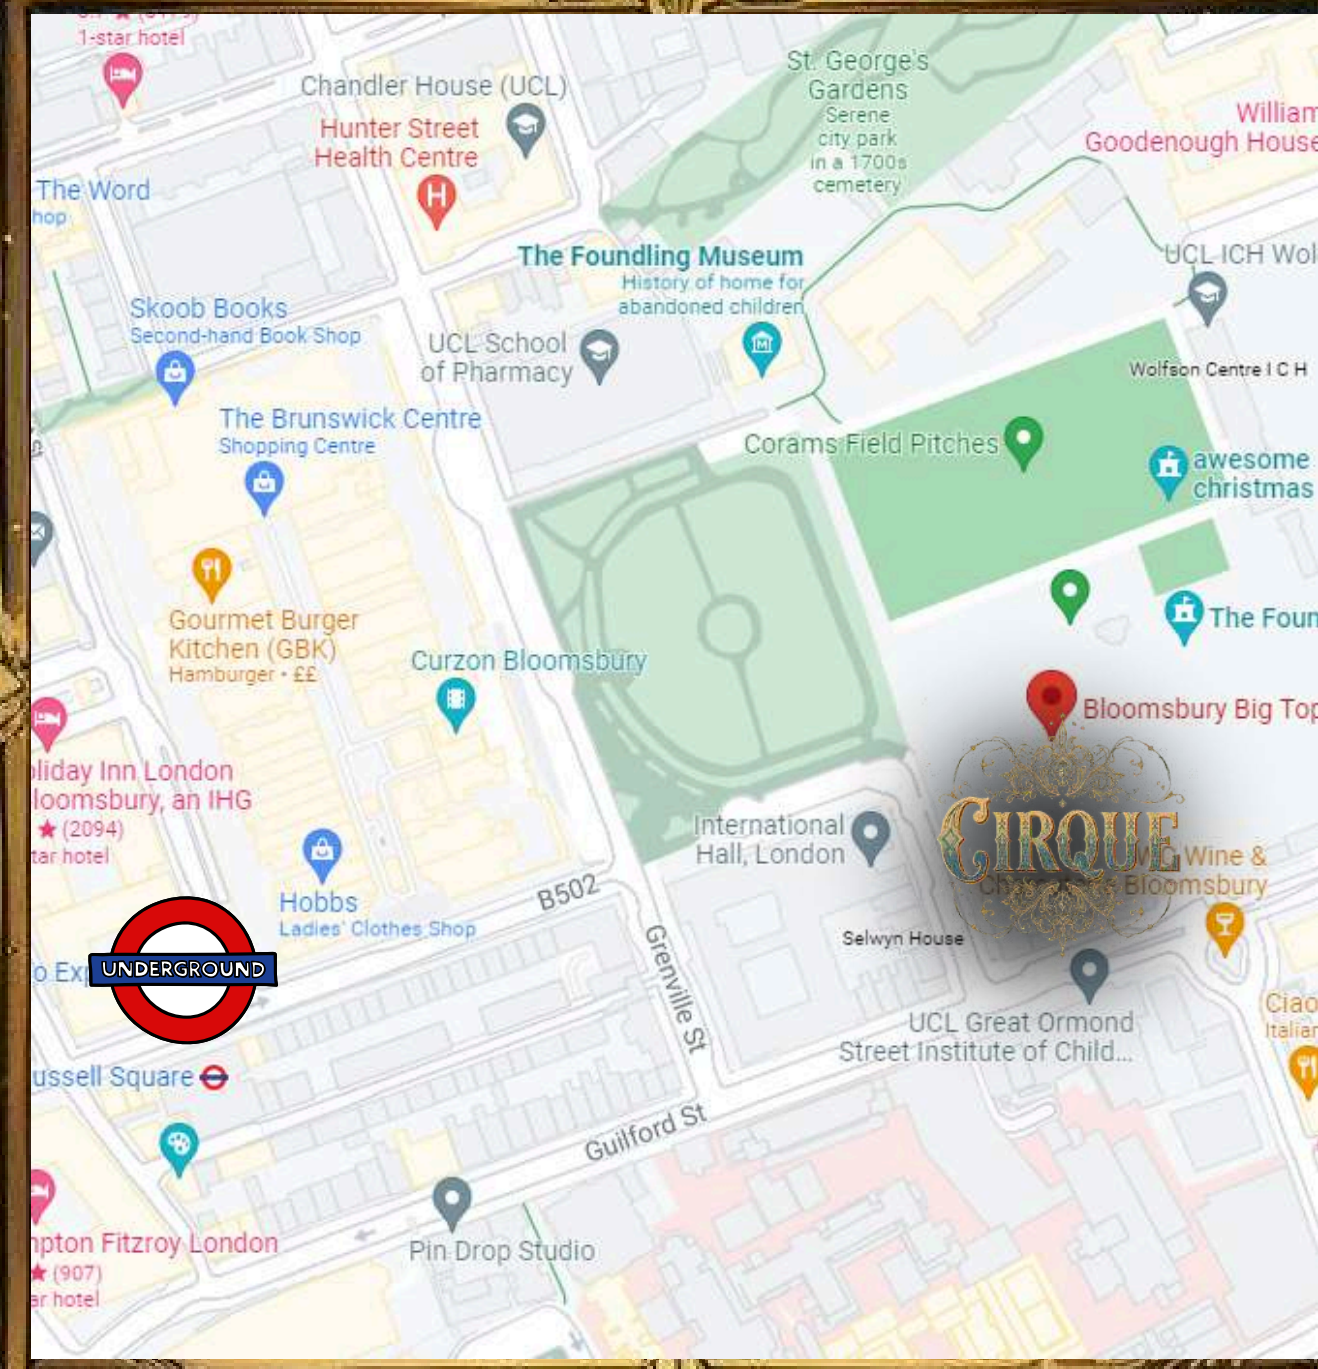 1-star hotel
Chandler House (UCL)
Hunter Street
Health Centre
St. George's
Gardens
Serene
city park
in a 1700s
cemetery
William
Goodenough House
The Word
hop
The Foundling Museum
History of home for
abandoned children
UCL ICH Wol
Skoob Books
Second-hand Book Shop
UCL School
of Pharmacy
Wolfson Centre I C H
The Brunswick Centre
Shopping Centre
Corams Field Pitches
awesome
christmas
Gourmet Burger
Kitchen (GBK)
Hamburger • ££
The Foun
Curzon Bloomsbury
Bloomsbury Big Top
oliday Inn London
loomsbury, an IHG
★ (2094)
tar hotel
International
Hall, London
CIRQUE
Wine &
Bloomsbury
B502
Hobbs
Ladies' Clothes Shop
Grenville St
Selwyn House
o Exp
UNDERGROUND
Ciao
Italian
UCL Great Ormond
Street Institute of Child...
ussell Square
Guilford St
Pin Drop Studio
mpton Fitzroy London
★ (907)
ar hotel